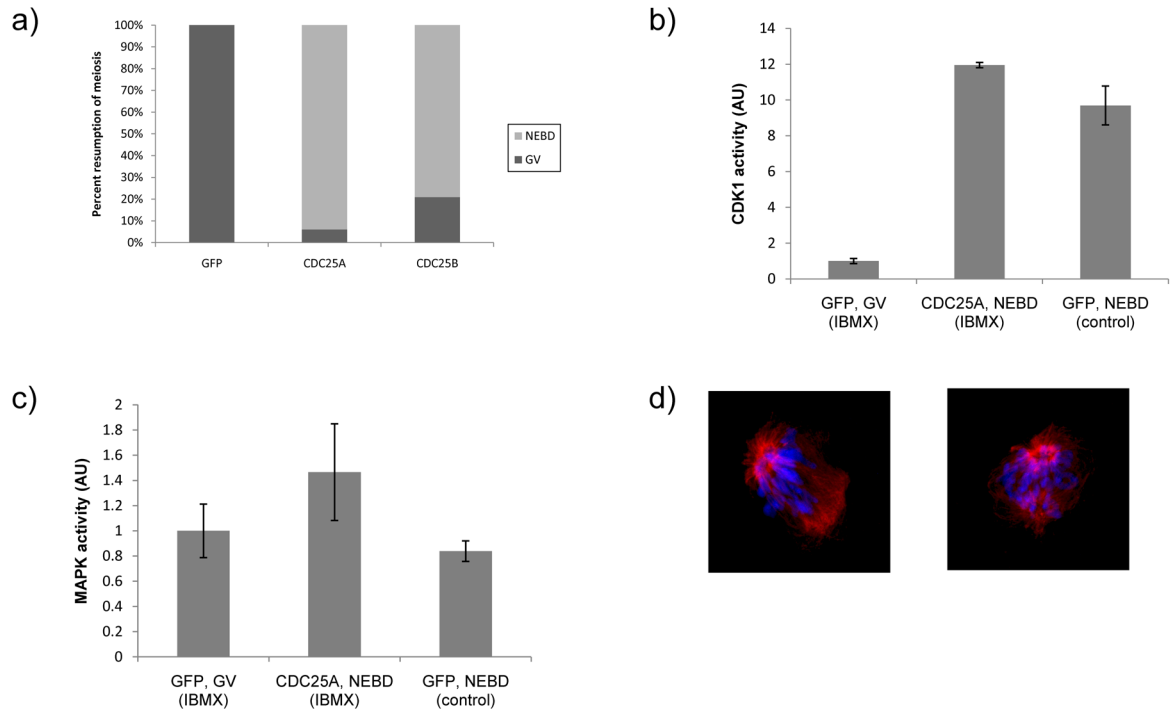 a)
Percent resumption of meiosis
100%
90%
80%
70%
60%
50%
40%
30%
20%
10%
0%
GFP CDC25A CDC25B
NEBD
GV
b)
CDK1 activity (AU)
14
12
10
8
6
4
2
0
GFP, GV CDC25A, NEBD GFP, NEBD
(IBMX) (IBMX) (control)
c)
MAPK activity (AU)
2
1.8
1.6
1.4
1.2
1
0.8
0.6
0.4
0.2
0
GFP, GV CDC25A, NEBD GFP, NEBD
(IBMX) (IBMX) (control)
d)